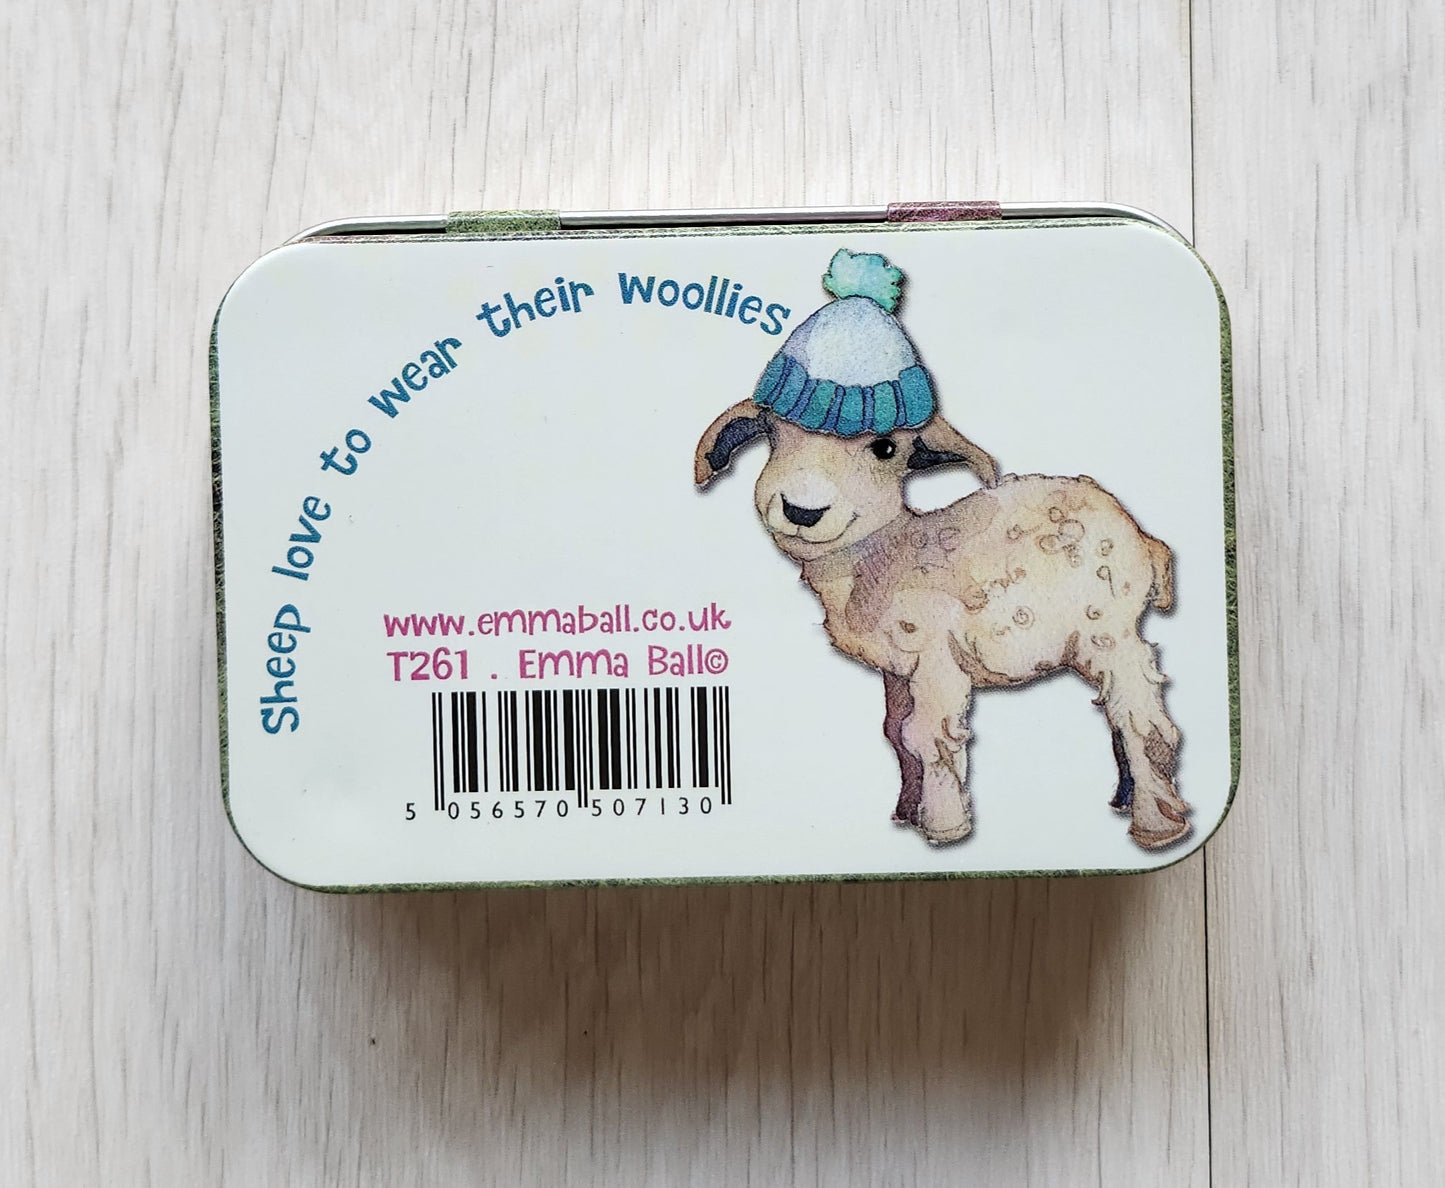 Sheep love to wear their woollies
www.emmaball.co.uk
T261 . Emma Ball©
5 056570 507130